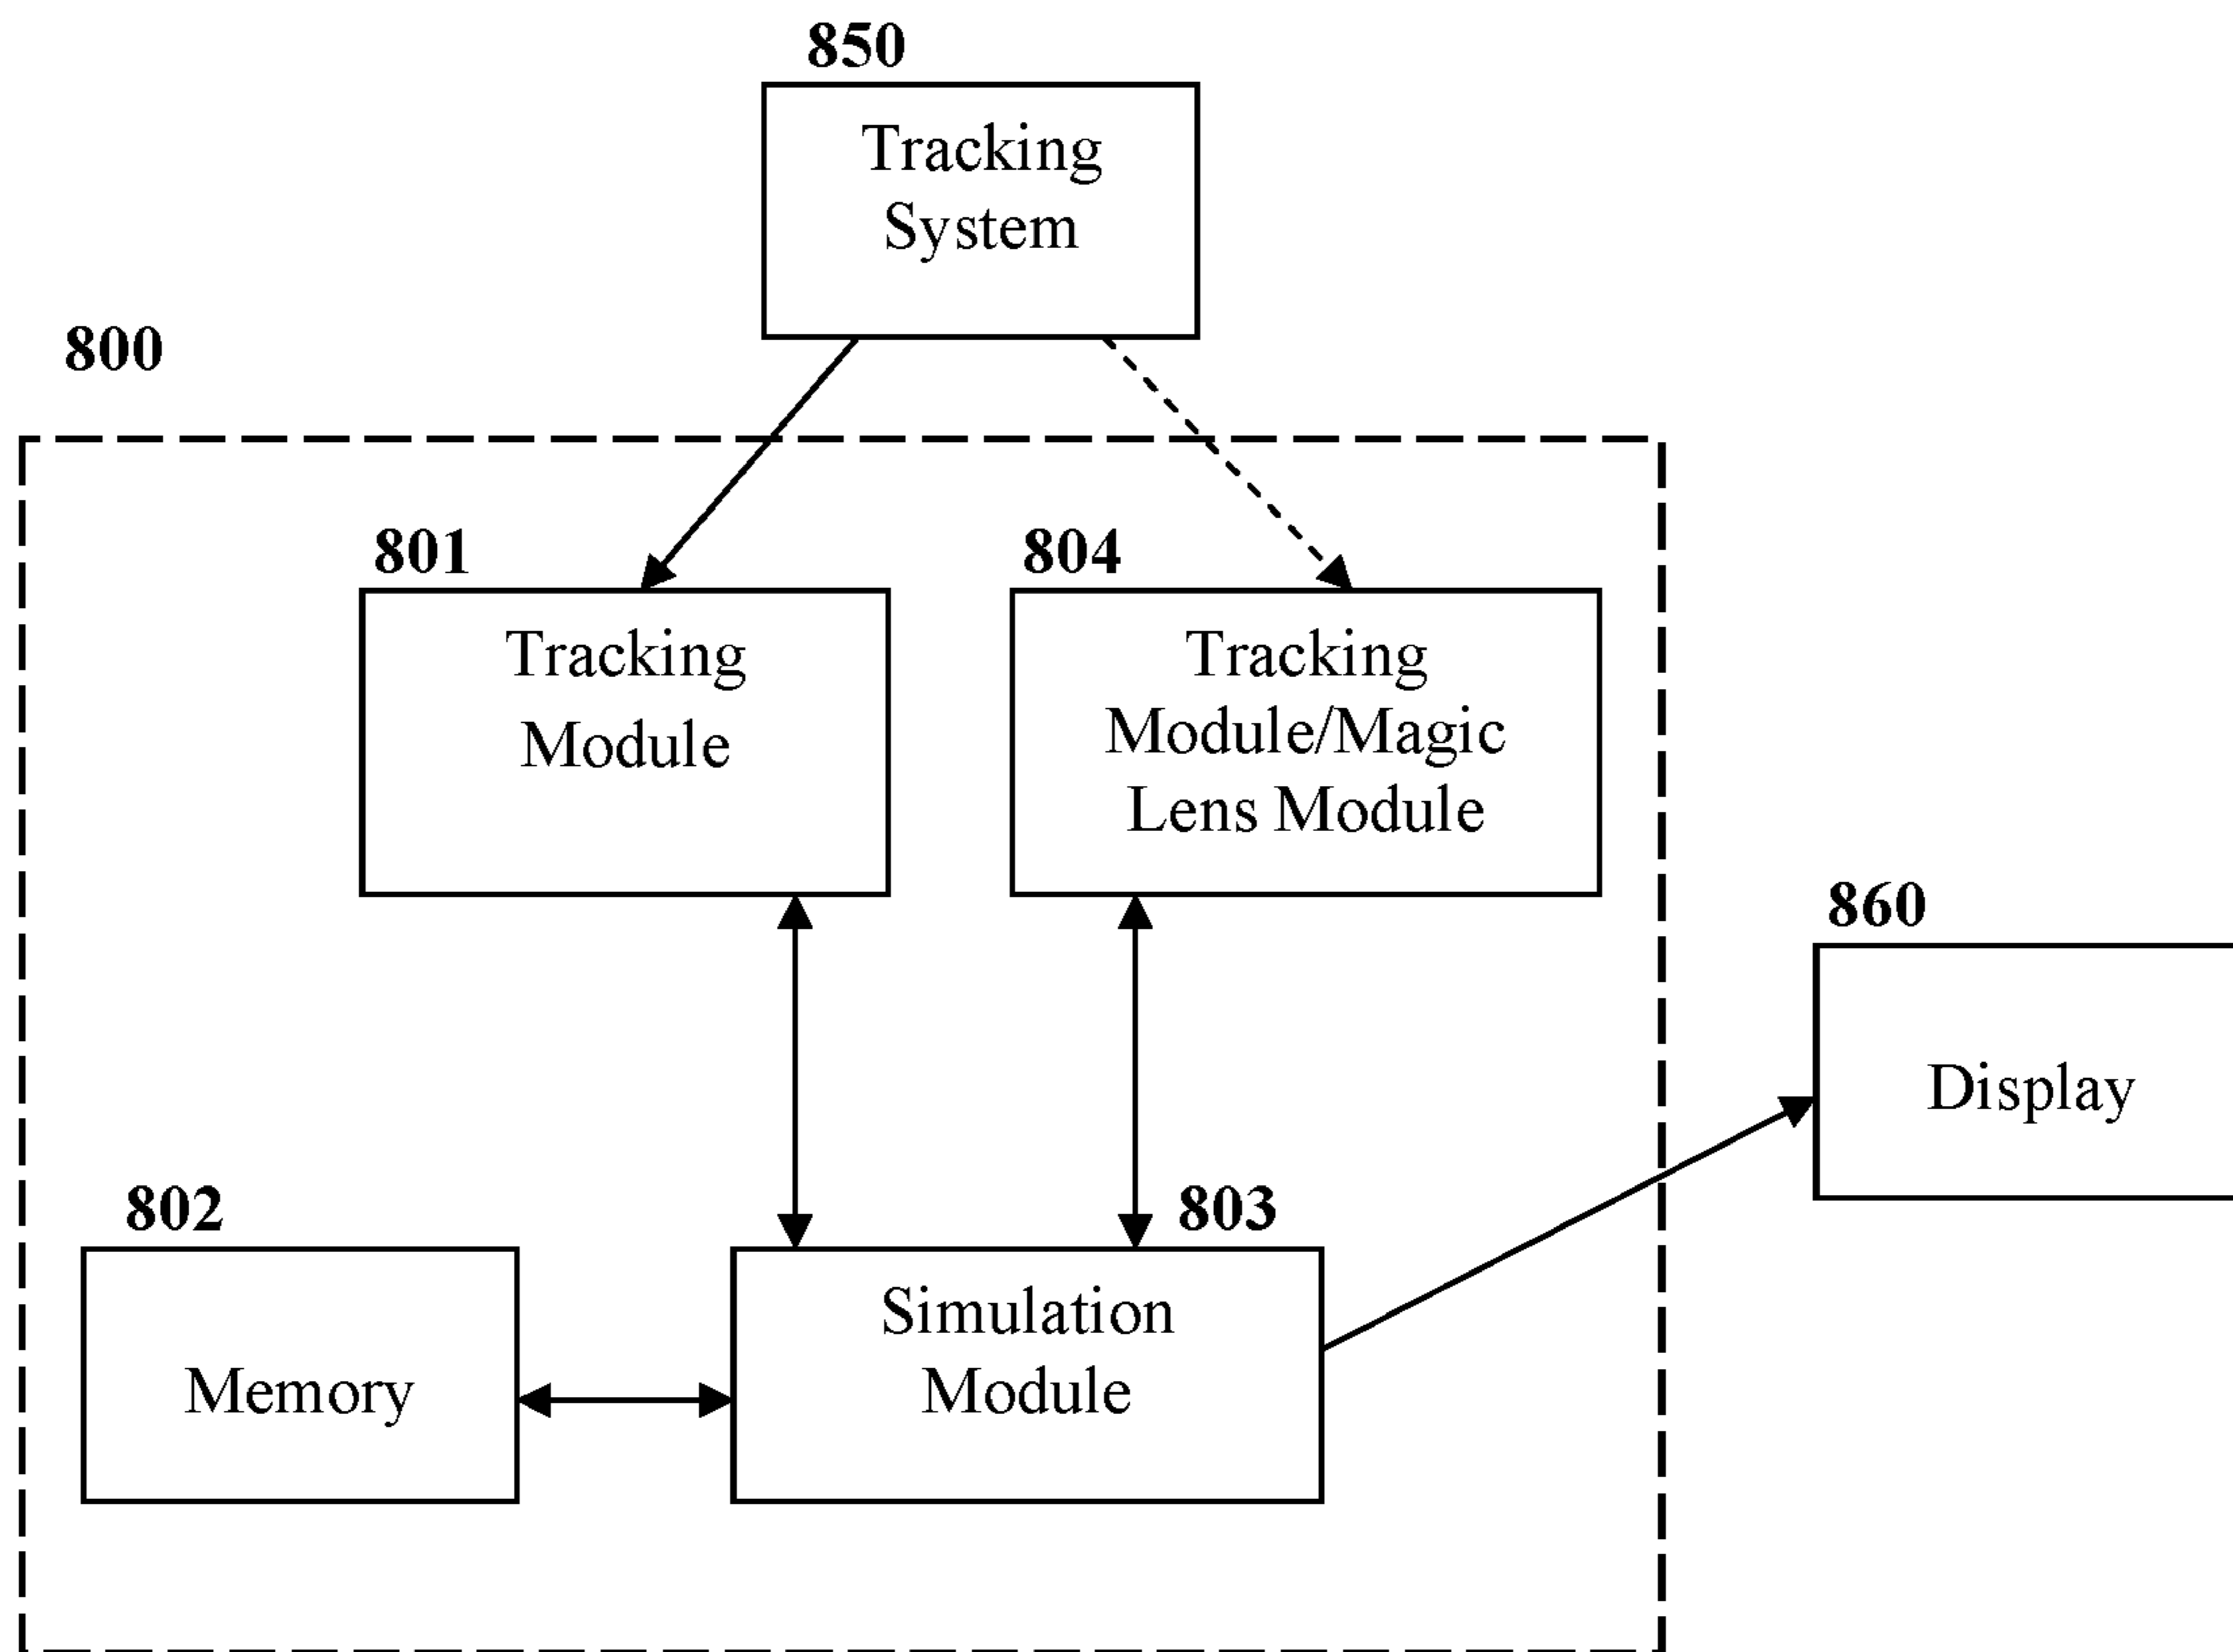 850
Tracking
System
800
801
Tracking
Module
804
Tracking
Module/Magic
Lens Module
860
Display
802
Memory
803
Simulation
Module